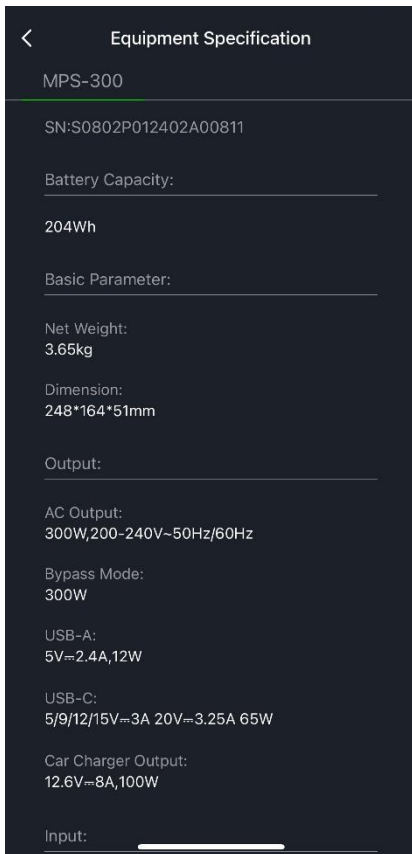 Equipment Specification
MPS-300
SN:S0802P012402A00811
Battery Capacity:
204Wh
Basic Parameter:
Net Weight:
3.65kg
Dimension:
248*164*51mm
Output:
AC Output:
300W,200-240V~50Hz/60Hz
Bypass Mode:
300W
USB-A:
5V⎓2.4A,12W
USB-C:
5/9/12/15V⎓3A 20V⎓3.25A 65W
Car Charger Output:
12.6V⎓8A,100W
Input: